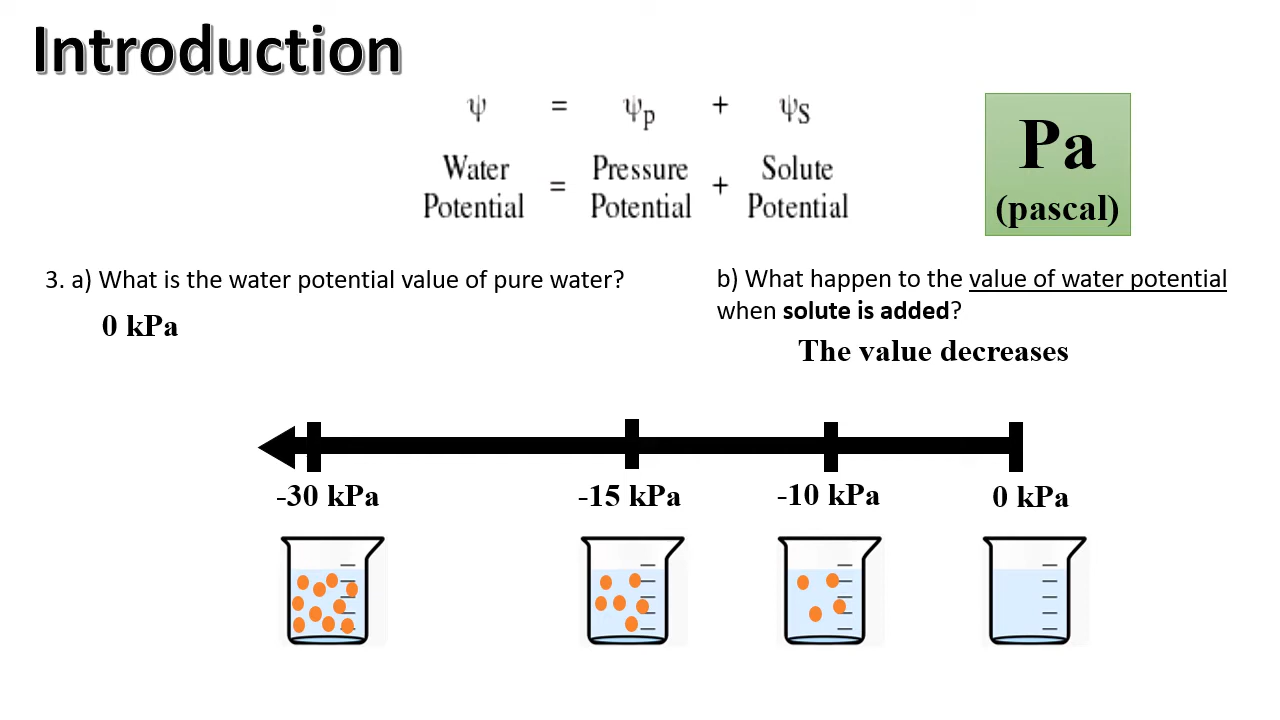 Introduction
ψ = ψp + ψS
Water Potential = Pressure Potential + Solute Potential
Pa
(pascal)
3. a) What is the water potential value of pure water?
0 kPa
b) What happen to the value of water potential
when solute is added?
The value decreases
-30 kPa
-15 kPa
-10 kPa
0 kPa